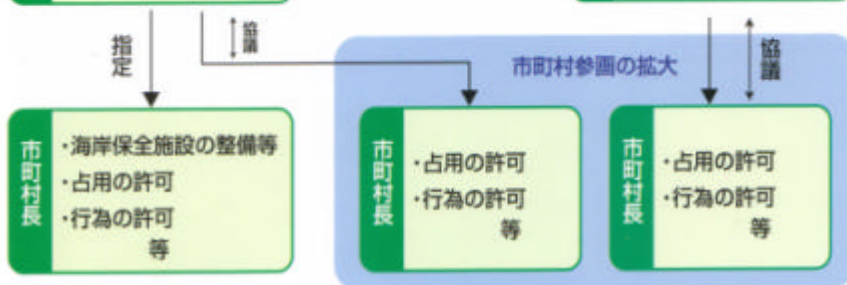 指定
協議
市町村参画の拡大
協議
市町村長
・海岸保全施設の整備等
・占用の許可
・行為の許可
等
市町村長
・占用の許可
・行為の許可
等
市町村長
・占用の許可
・行為の許可
等